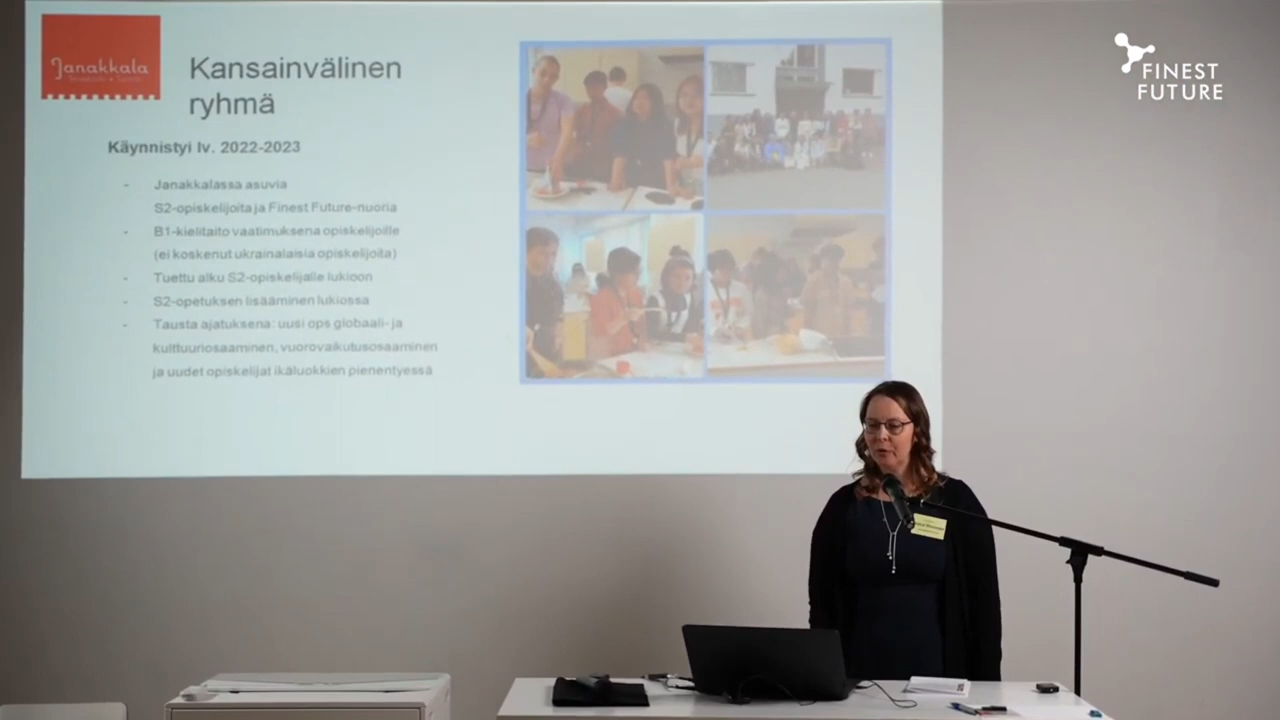 Janakkala
Kansainvälinen
ryhmä
Käynnistyi lv. 2022-2023
- Janakkalassa asuvia
S2-opiskelijoita ja Finest Future-nuoria
- B1-kielitaito vaatimuksena opiskelijoille
(ei koskenut ukrainalaisia opiskelijoita)
- Tuettu alku S2-opiskelijalle lukioon
- S2-opetuksen lisääminen lukiossa
- Tausta ajatuksena: uusi ops globaali- ja
kulttuuriosaaminen, vuorovaikutusosaaminen
ja uudet opiskelijat ikäluokkien pienentyessä
FINEST
FUTURE